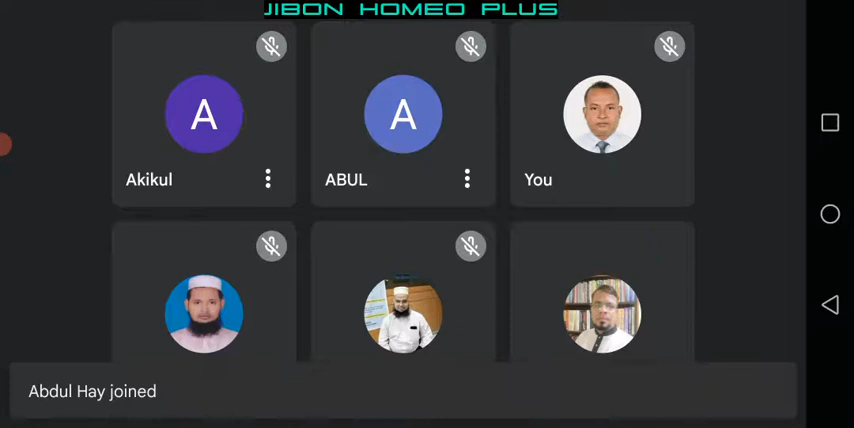 JIBON HOMEO PLUS
A
A
Akikul
ABUL
You
Abdul Hay joined